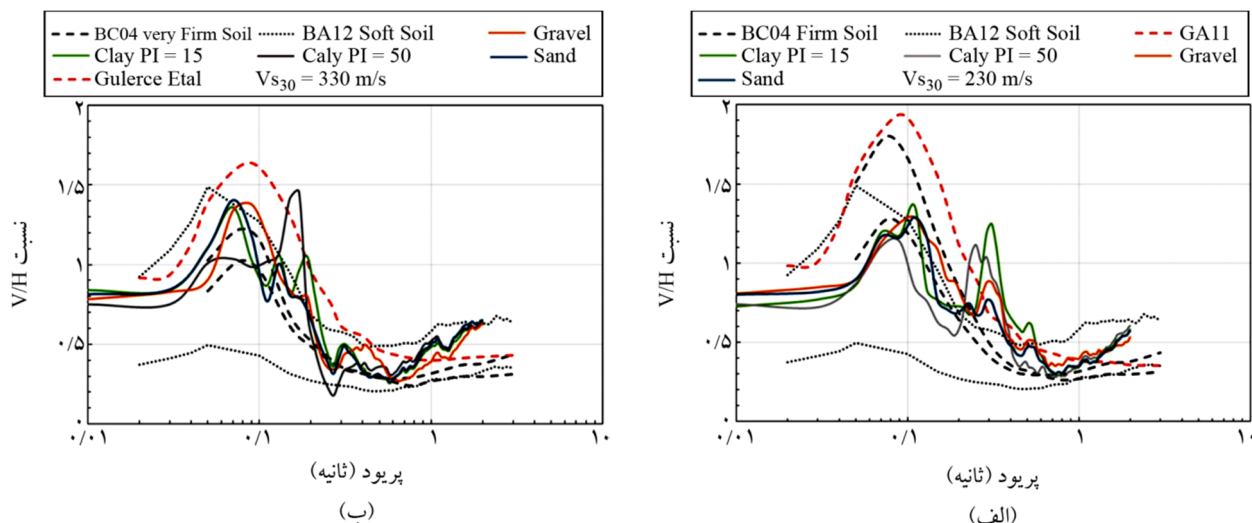 BC04 very Firm Soil BA12 Soft Soil Gravel
Clay PI = 15 Caly PI = 50 Sand
Gulerce Etal Vs30 = 330 m/s
۲
۱/۵
۱
۰/۵
۰
نسبت V/H
۰/۰۱ ۰/۱ ۱ ۱۰
پریود (ثانیه)
(ب)
BC04 Firm Soil BA12 Soft Soil GA11
Clay PI = 15 Caly PI = 50 Gravel
Sand Vs30 = 230 m/s
۲
۱/۵
۱
۰/۵
۰
نسبت V/H
۰/۰۱ ۰/۱ ۱ ۱۰
پریود (ثانیه)
(الف)